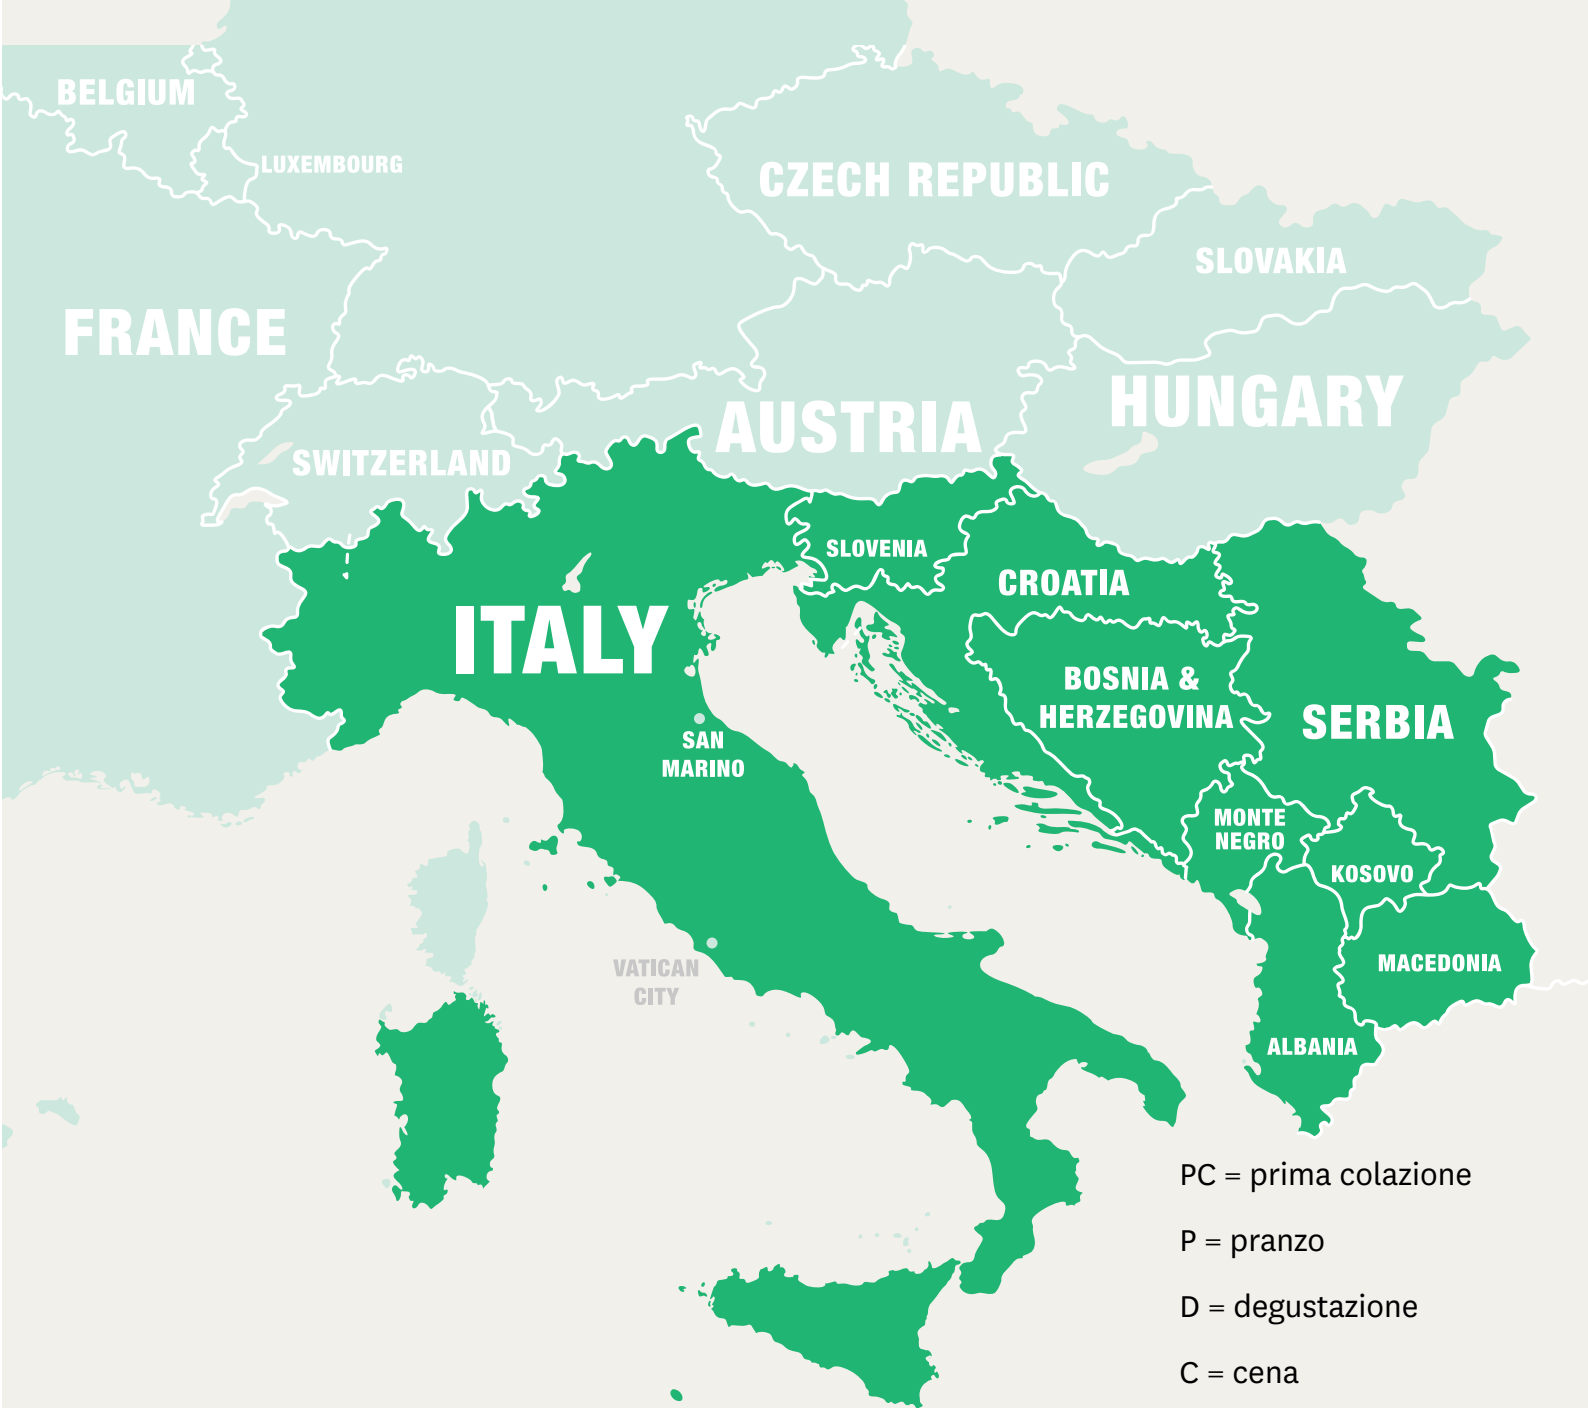 BELGIUM
LUXEMBOURG
CZECH REPUBLIC
SLOVAKIA
FRANCE
HUNGARY
AUSTRIA
SWITZERLAND
SLOVENIA
CROATIA
ITALY
BOSNIA &
HERZEGOVINA
SERBIA
SAN
MARINO
MONTE
NEGRO
KOSOVO
VATICAN
CITY
MACEDONIA
ALBANIA
PC = prima colazione
P = pranzo
D = degustazione
C = cena